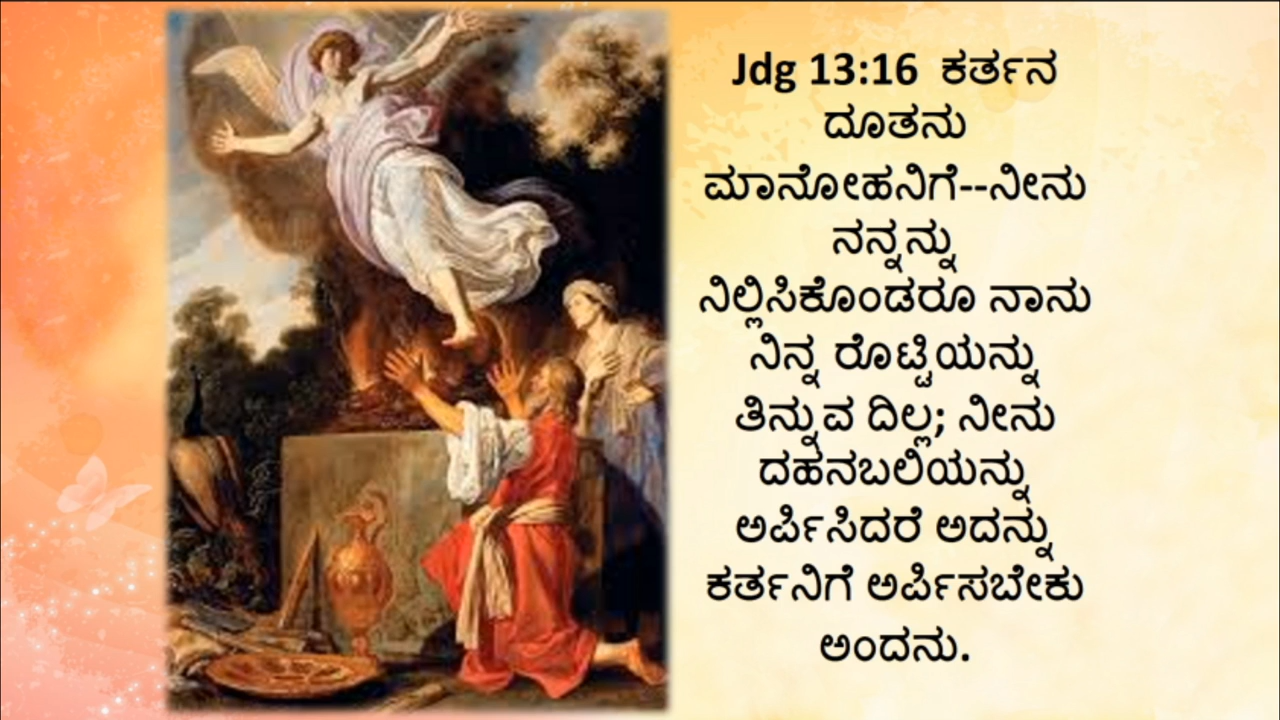 Jdg 13:16 ಕರ್ತನ
ದೂತನು
ಮಾನೋಹನಿಗೆ--ನೀನು
ನನ್ನನ್ನು
ನಿಲ್ಲಿಸಿಕೊಂಡರೂ ನಾನು
ನಿನ್ನ ರೊಟ್ಟಿಯನ್ನು
ತಿನ್ನುವ ದಿಲ್ಲ; ನೀನು
ದಹನಬಲಿಯನ್ನು
ಅರ್ಪಿಸಿದರೆ ಅದನ್ನು
ಕರ್ತನಿಗೆ ಅರ್ಪಿಸಬೇಕು
ಅಂದನು.